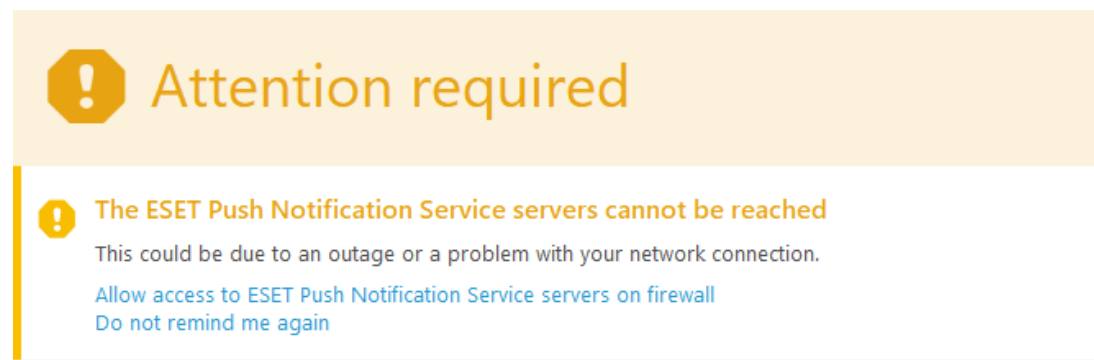 Attention required
The ESET Push Notification Service servers cannot be reached
This could be due to an outage or a problem with your network connection.
Allow access to ESET Push Notification Service servers on firewall
Do not remind me again